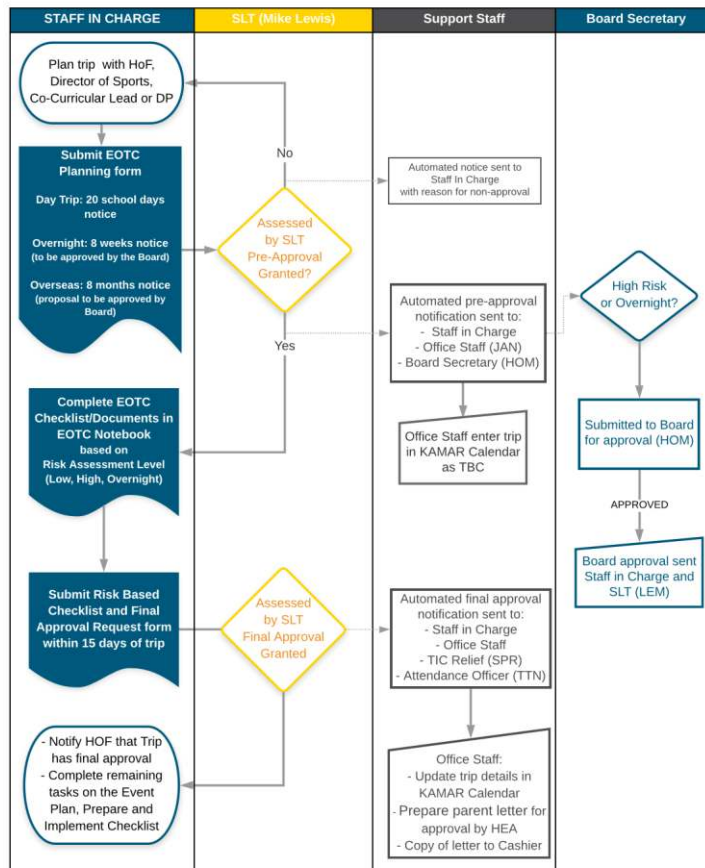 STAFF IN CHARGE
SLT (Mike Lewis)
Support Staff
Board Secretary
Plan trip with HoF,
Director of Sports,
Co-Curricular Lead or DP
Submit EOTC
Planning form
Day Trip: 20 school days
notice
Overnight: 8 weeks notice
(to be approved by the Board)
Overseas: 8 months notice
(proposal to be approved by
Board)
No
Assessed
by SLT
Pre-Approval
Granted?
Yes
Automated notice sent to
Staff In Charge
with reason for non-approval
Automated pre-approval
notification sent to:
- Staff in Charge
- Office Staff (JAN)
- Board Secretary (HOM)
High Risk
or Overnight?
Office Staff enter trip
in KAMAR Calendar
as TBC
Submitted to Board
for approval (HOM)
APPROVED
Board approval sent
Staff in Charge and
SLT (LEM)
Complete EOTC
Checklist/Documents in
EOTC Notebook
based on
Risk Assessment Level
(Low, High, Overnight)
Submit Risk Based
Checklist and Final
Approval Request form
within 15 days of trip
Assessed
by SLT
Final Approval
Granted
Automated final approval
notification sent to:
- Staff in Charge
- Office Staff
- TIC Relief (SPR)
- Attendance Officer (TTN)
- Notify HOF that Trip
has final approval
- Complete remaining
tasks on the Event
Plan, Prepare and
Implement Checklist
Office Staff:
- Update trip details in
KAMAR Calendar
- Prepare parent letter for
approval by HEA
- Copy of letter to Cashier